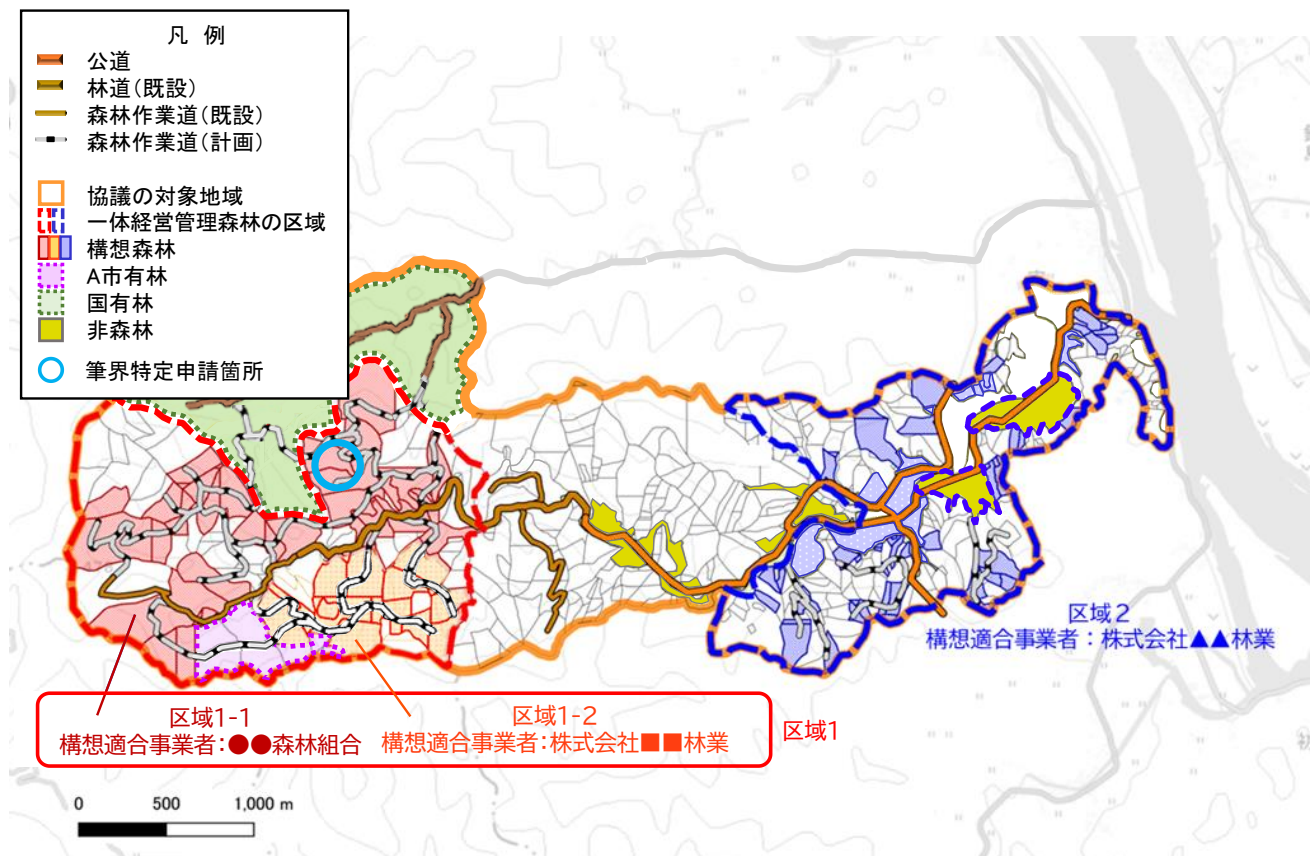 凡 例
公道
林道(既設)
森林作業道(既設)
森林作業道(計画)
協議の対象地域
一体経営管理森林の区域
構想森林
A市有林
国有林
非森林
筆界特定申請箇所
区域2
構想適合事業者：株式会社▲▲林業
区域1-1
構想適合事業者：●●森林組合
区域1-2
構想適合事業者：株式会社■■林業
区域1
0 500 1,000 m